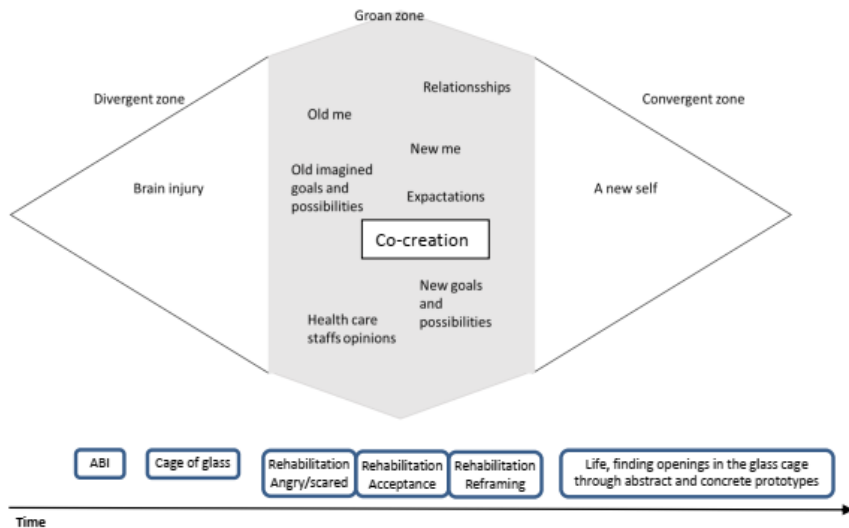 Groan zone
Divergent zone
Relationsships
Convergent zone
Old me
New me
Old imagined
goals and
possibilities
Brain injury
Expactations
A new self
Co-creation
New goals
and
possibilities
Health care
staffs opinions
ABI
Cage of glass
Rehabilitation
Angry/scared
Rehabilitation
Acceptance
Rehabilitation
Reframing
Life, finding openings in the glass cage
through abstract and concrete prototypes
Time